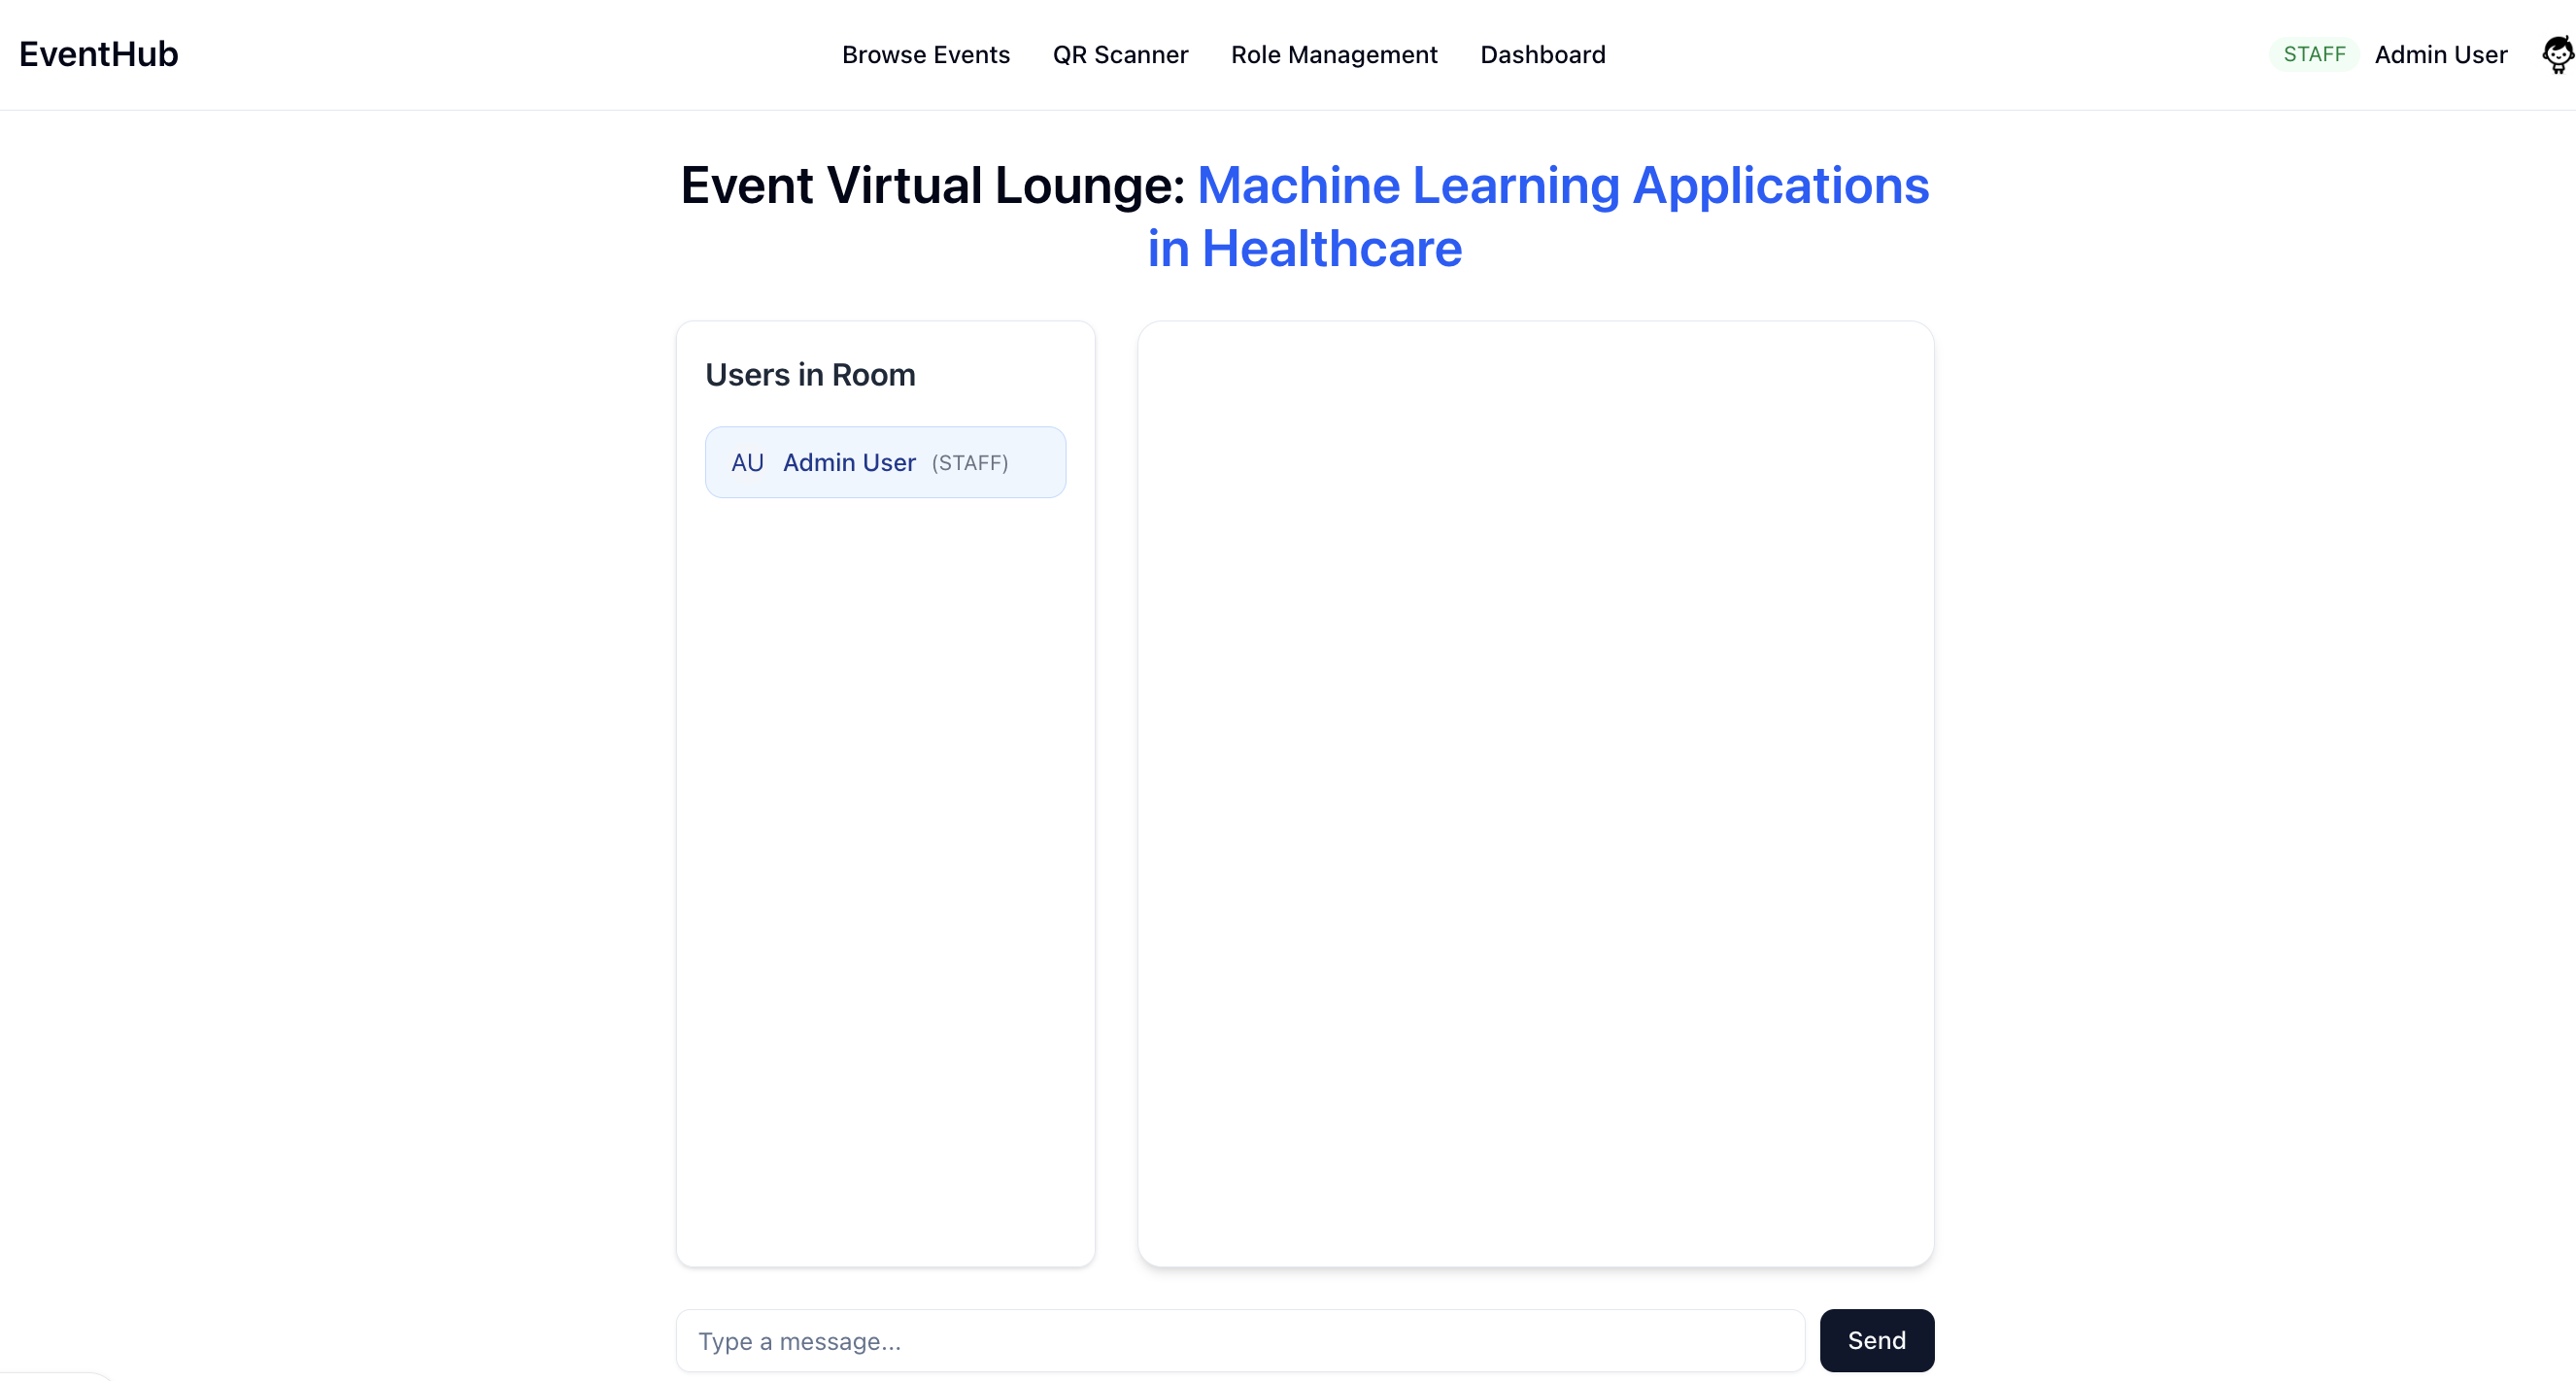 EventHub
Browse Events
QR Scanner
Role Management
Dashboard
STAFF
Admin User
Event Virtual Lounge: Machine Learning Applications
in Healthcare
Users in Room
AU Admin User (STAFF)
Type a message...
Send